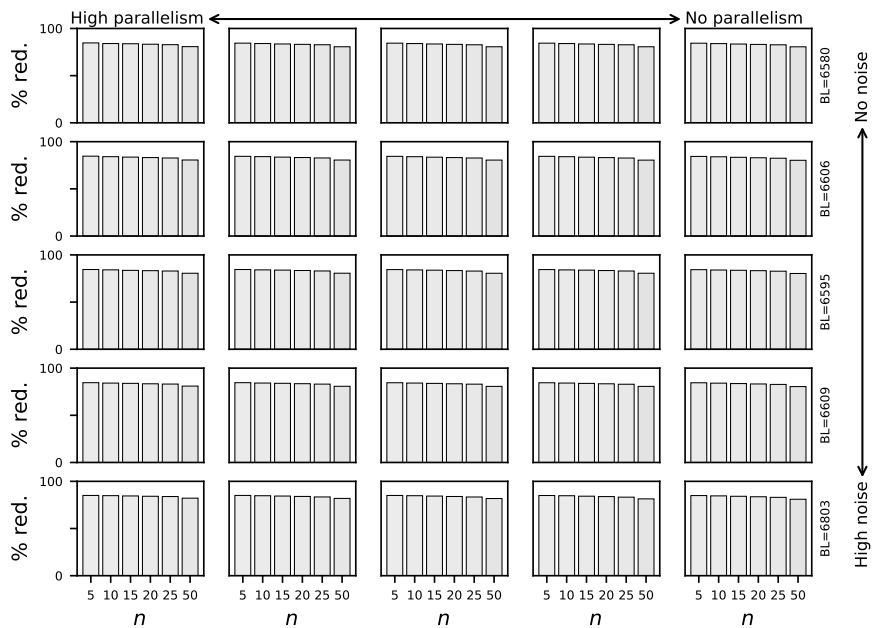 High parallelism No parallelism
% red. 100 0 BL=6580 No noise
% red. 100 0 BL=6606
% red. 100 0 BL=6595
% red. 100 0 BL=6609
% red. 100 0 BL=6803 High noise
5 10 15 20 25 50 5 10 15 20 25 50 5 10 15 20 25 50 5 10 15 20 25 50 5 10 15 20 25 50
n n n n n